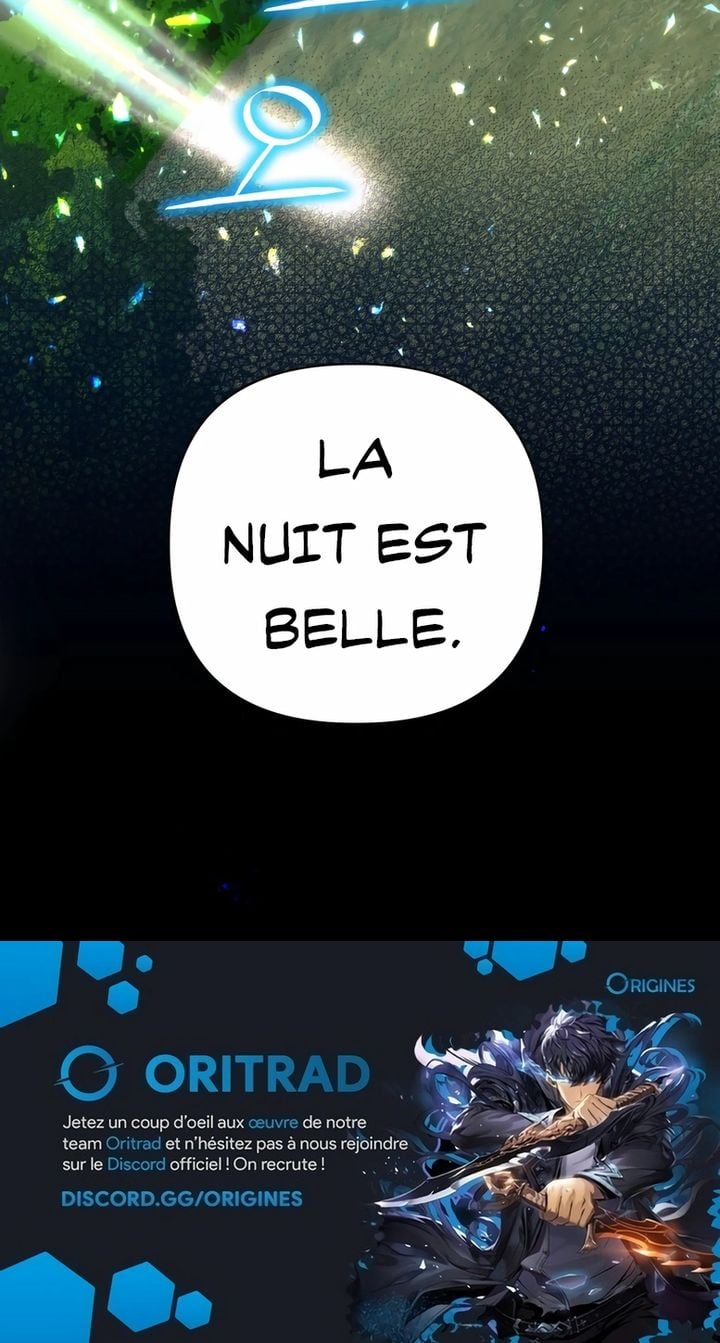 LA
NUIT EST
BELLE.
ORIGINES
ORITRAD
Jetez un coup d'oeil aux œuvre de notre
team Oritrad et n'hésitez pas à nous rejoindre
sur le Discord officiel ! On recrute !
DISCORD.GG/ORIGINES